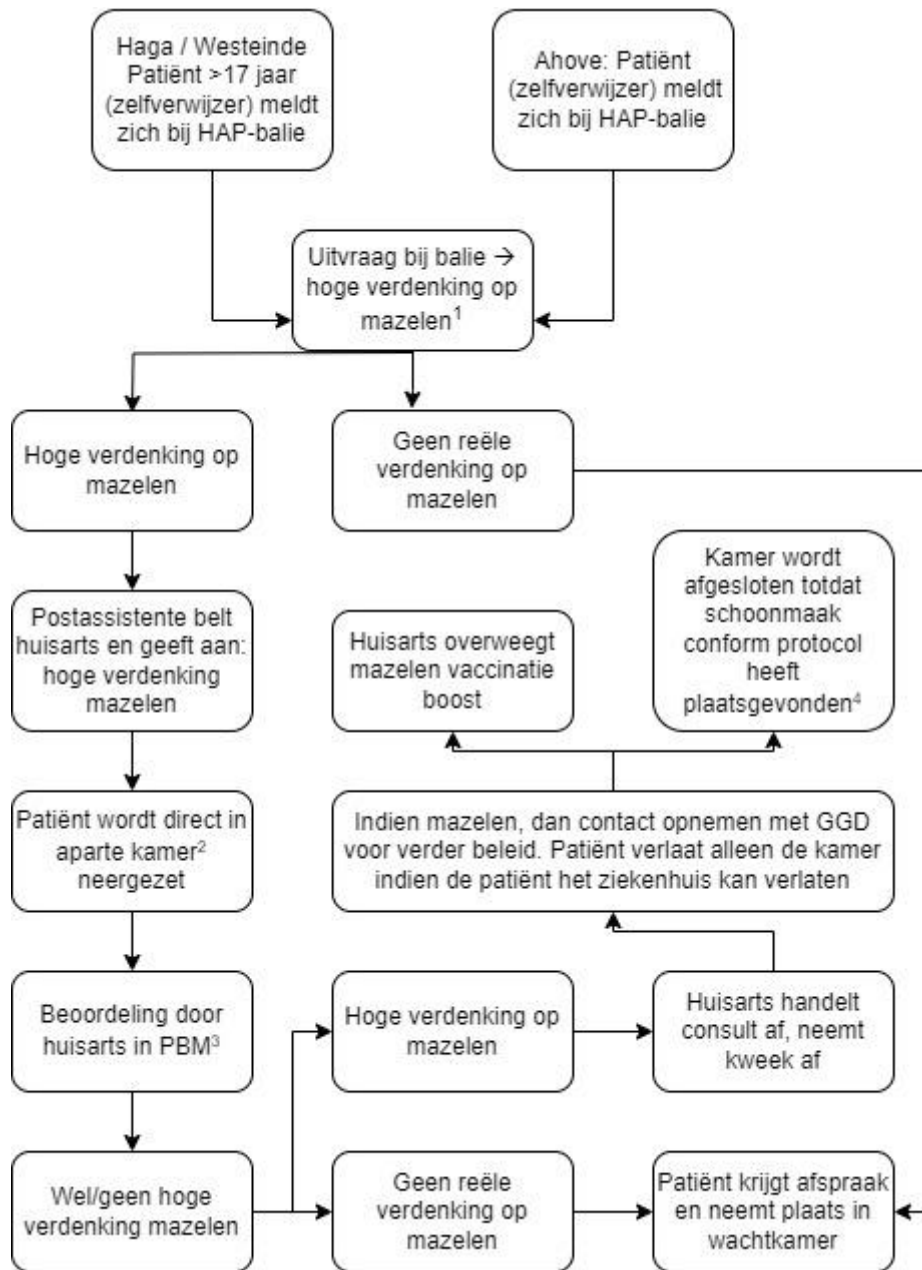 Haga / Westeinde
Patiënt >17 jaar
(zelfverwijzer) meldt
zich bij HAP-balie
Ahove: Patiënt
(zelfverwijzer) meldt
zich bij HAP-balie
Uitvraag bij balie →
hoge verdenking op
mazelen¹
Hoge verdenking op
mazelen
Geen reële
verdenking op
mazelen
Postassistente belt
huisarts en geeft aan:
hoge verdenking
mazelen
Huisarts overweegt
mazelen vaccinatie
boost
Kamer wordt
afgesloten totdat
schoonmaak
conform protocol
heeft
plaatsgevonden⁴
Patiënt wordt direct in
aparte kamer²
neergezet
Indien mazelen, dan contact opnemen met GGD
voor verder beleid. Patiënt verlaat alleen de kamer
indien de patiënt het ziekenhuis kan verlaten
Beoordeling door
huisarts in PBM³
Hoge verdenking op
mazelen
Huisarts handelt
consult af, neemt
kweek af
Wel/geen hoge
verdenking mazelen
Geen reële
verdenking op
mazelen
Patiënt krijgt afspraak
en neemt plaats in
wachtkamer